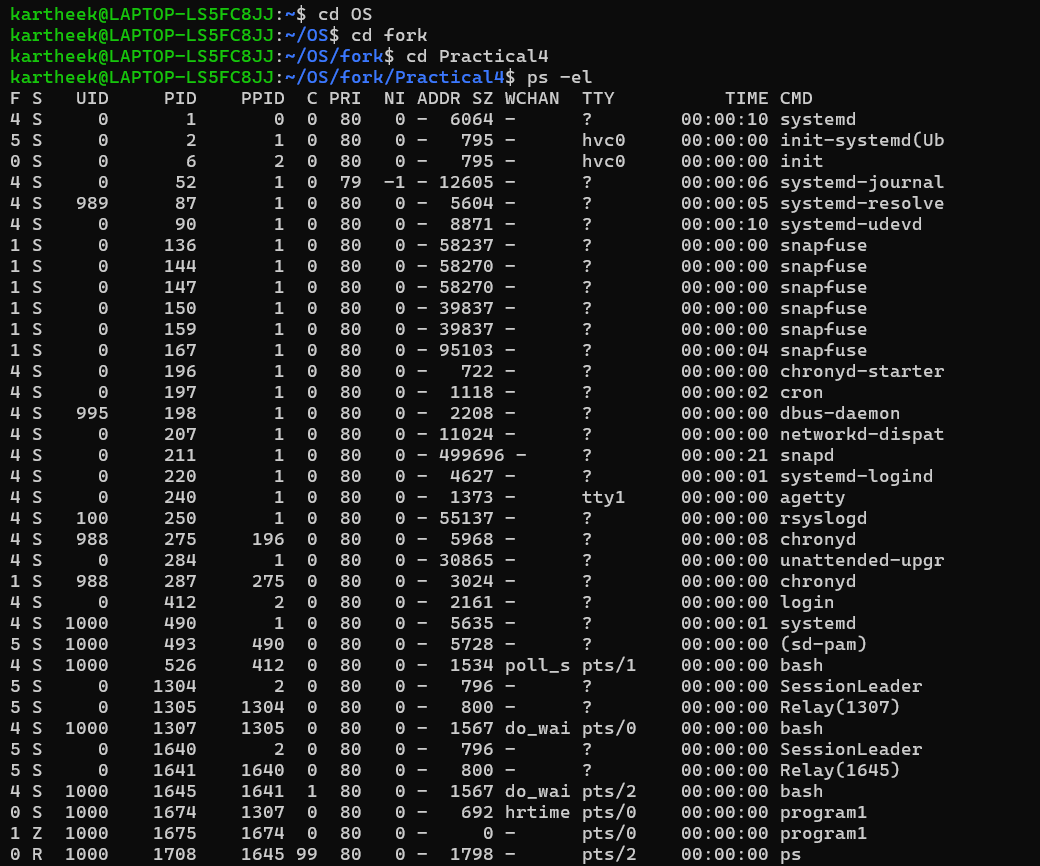 kartheek@LAPTOP-LS5FC8JJ:~$ cd OS
kartheek@LAPTOP-LS5FC8JJ:~/OS$ cd fork
kartheek@LAPTOP-LS5FC8JJ:~/OS/fork$ cd Practical4
kartheek@LAPTOP-LS5FC8JJ:~/OS/fork/Practical4$ ps -el
F S   UID     PID    PPID  C PRI  NI ADDR SZ WCHAN  TTY          TIME CMD
4 S     0       1       0  0  80   0 -  6064 -      ?        00:00:10 systemd
5 S     0       2       1  0  80   0 -   795 -      hvc0     00:00:00 init-systemd(Ub
0 S     0       6       2  0  80   0 -   795 -      hvc0     00:00:00 init
4 S     0      52       1  0  79  -1 - 12605 -      ?        00:00:06 systemd-journal
4 S   989      87       1  0  80   0 -  5604 -      ?        00:00:05 systemd-resolve
4 S     0      90       1  0  80   0 -  8871 -      ?        00:00:10 systemd-udevd
1 S     0     136       1  0  80   0 - 58237 -      ?        00:00:00 snapfuse
1 S     0     144       1  0  80   0 - 58270 -      ?        00:00:00 snapfuse
1 S     0     147       1  0  80   0 - 58270 -      ?        00:00:00 snapfuse
1 S     0     150       1  0  80   0 - 39837 -      ?        00:00:00 snapfuse
1 S     0     159       1  0  80   0 - 39837 -      ?        00:00:00 snapfuse
1 S     0     167       1  0  80   0 - 95103 -      ?        00:00:04 snapfuse
4 S     0     196       1  0  80   0 -   722 -      ?        00:00:00 chronyd-starter
4 S     0     197       1  0  80   0 -  1118 -      ?        00:00:02 cron
4 S   995     198       1  0  80   0 -  2208 -      ?        00:00:00 dbus-daemon
4 S     0     207       1  0  80   0 - 11024 -      ?        00:00:00 networkd-dispat
4 S     0     211       1  0  80   0 - 499696 -     ?        00:00:21 snapd
4 S     0     220       1  0  80   0 -  4627 -      ?        00:00:01 systemd-logind
4 S     0     240       1  0  80   0 -  1373 -      tty1     00:00:00 agetty
4 S   100     250       1  0  80   0 - 55137 -      ?        00:00:00 rsyslogd
4 S   988     275     196  0  80   0 -  5968 -      ?        00:00:08 chronyd
4 S     0     284       1  0  80   0 - 30865 -      ?        00:00:00 unattended-upgr
1 S   988     287     275  0  80   0 -  3024 -      ?        00:00:00 chronyd
4 S     0     412       2  0  80   0 -  2161 -      ?        00:00:00 login
4 S  1000     490       1  0  80   0 -  5635 -      ?        00:00:01 systemd
5 S  1000     493     490  0  80   0 -  5728 -      ?        00:00:00 (sd-pam)
4 S  1000     526     412  0  80   0 -  1534 poll_s pts/1    00:00:00 bash
5 S     0    1304       2  0  80   0 -   796 -      ?        00:00:00 SessionLeader
5 S     0    1305    1304  0  80   0 -   800 -      ?        00:00:00 Relay(1307)
4 S  1000    1307    1305  0  80   0 -  1567 do_wai pts/0    00:00:00 bash
5 S     0    1640       2  0  80   0 -   796 -      ?        00:00:00 SessionLeader
5 S     0    1641    1640  0  80   0 -   800 -      ?        00:00:00 Relay(1645)
4 S  1000    1645    1641  1  80   0 -  1567 do_wai pts/2    00:00:00 bash
0 S  1000    1674    1307  0  80   0 -   692 hrtime pts/0    00:00:00 program1
1 Z  1000    1675    1674  0  80   0 -     0 -      pts/0    00:00:00 program1
0 R  1000    1708    1645 99  80   0 -  1798 -      pts/2    00:00:00 ps